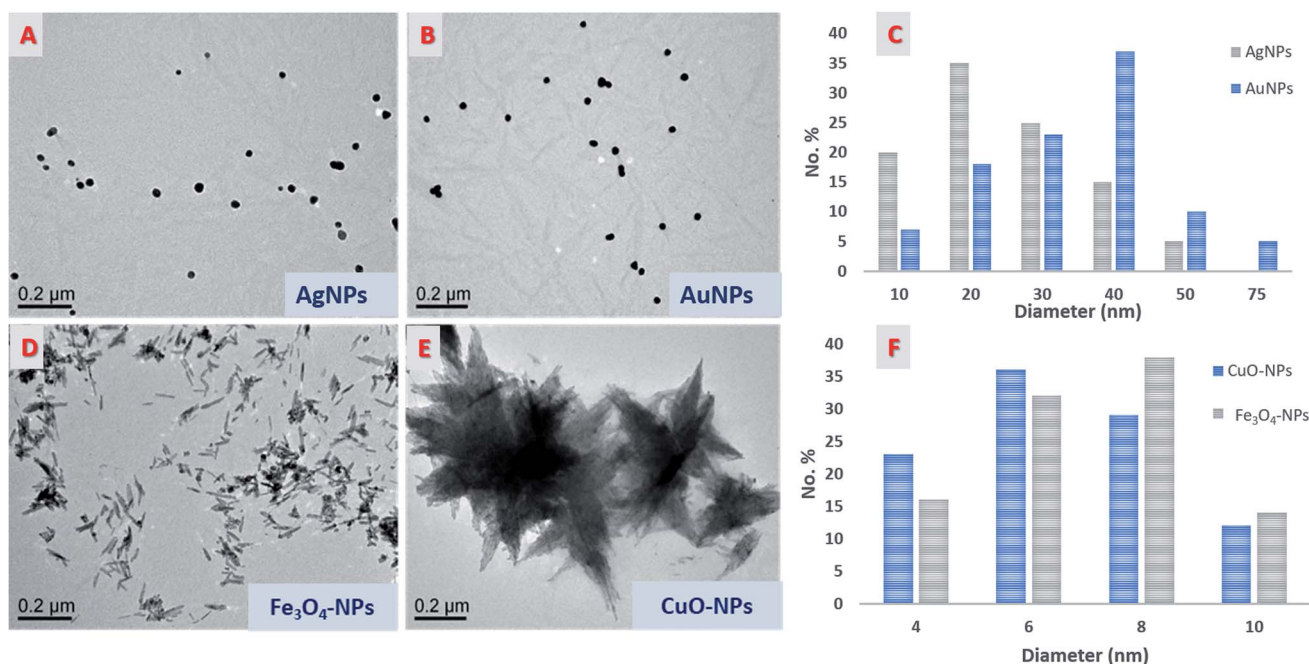 A
0.2 µm
AgNPs
B
0.2 µm
AuNPs
C
AgNPs
AuNPs
No. %
40
35
30
25
20
15
10
5
0
10 20 30 40 50 75
Diameter (nm)
D
0.2 µm
Fe₃O₄-NPs
E
0.2 µm
CuO-NPs
F
CuO-NPs
Fe₃O₄-NPs
No. %
40
35
30
25
20
15
10
5
0
4 6 8 10
Diameter (nm)